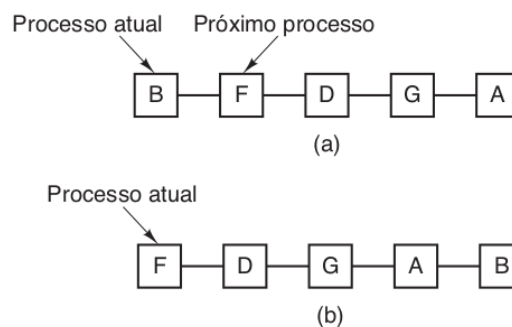 Processo atual Próximo processo
B F D G A
(a)
Processo atual
F D G A B
(b)